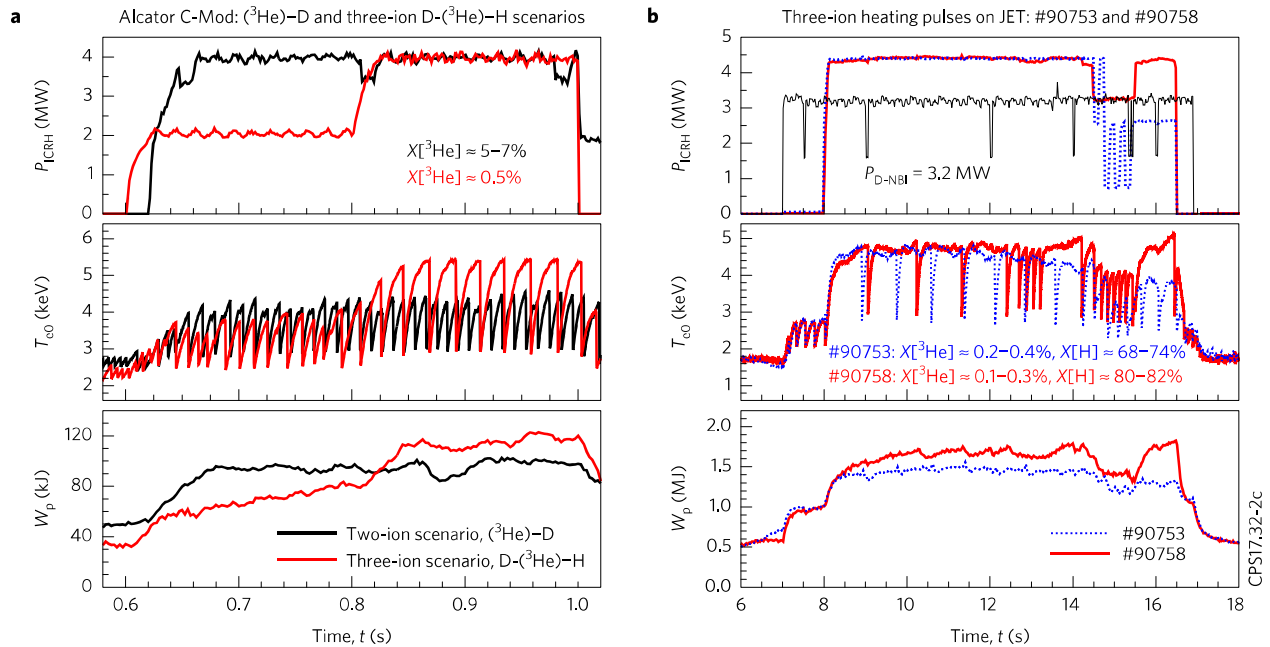 a
Alcator C-Mod: (³He)–D and three-ion D-(³He)–H scenarios
P_ICRH (MW)
4
3
2
1
0
X[³He] ≈ 5–7%
X[³He] ≈ 0.5%
T_e0 (keV)
6
5
4
3
2
W_p (kJ)
120
80
40
0
Two-ion scenario, (³He)–D
Three-ion scenario, D-(³He)–H
0.6 0.7 0.8 0.9 1.0
Time, t (s)
b
Three-ion heating pulses on JET: #90753 and #90758
P_ICRH (MW)
5
4
3
2
1
0
P_D-NBI = 3.2 MW
T_e0 (keV)
5
4
3
2
1
#90753: X[³He] ≈ 0.2–0.4%, X[H] ≈ 68–74%
#90758: X[³He] ≈ 0.1–0.3%, X[H] ≈ 80–82%
W_p (MJ)
2.0
1.5
1.0
0.5
0.0
#90753
#90758
6 8 10 12 14 16 18
Time, t (s)
CPS17.32-2c